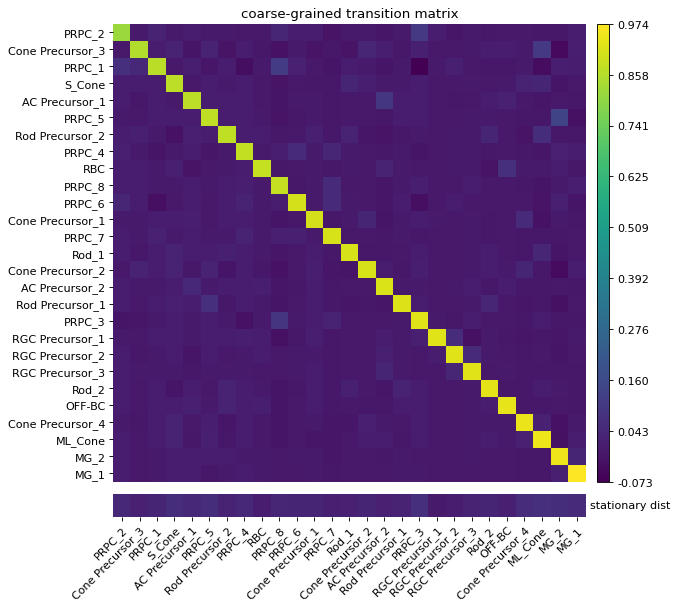 coarse-grained transition matrix
PRPC_2
Cone Precursor_3
PRPC_1
S_Cone
AC Precursor_1
PRPC_5
Rod Precursor_2
PRPC_4
RBC
PRPC_8
PRPC_6
Cone Precursor_1
PRPC_7
Rod_1
Cone Precursor_2
AC Precursor_2
Rod Precursor_1
PRPC_3
RGC Precursor_1
RGC Precursor_2
RGC Precursor_3
Rod_2
OFF-BC
Cone Precursor_4
ML_Cone
MG_2
MG_1
0.974
0.858
0.741
0.625
0.509
0.392
0.276
0.160
0.043
-0.073
stationary dist
PRPC_2
Cone Precursor_3
PRPC_1
S_Cone
AC Precursor_1
PRPC_5
Rod Precursor_2
PRPC_4
RBC
PRPC_8
PRPC_6
Cone Precursor_1
PRPC_7
Rod_1
Cone Precursor_2
AC Precursor_2
Rod Precursor_1
PRPC_3
RGC Precursor_1
RGC Precursor_2
RGC Precursor_3
Rod_2
OFF-BC
Cone Precursor_4
ML_Cone
MG_2
MG_1